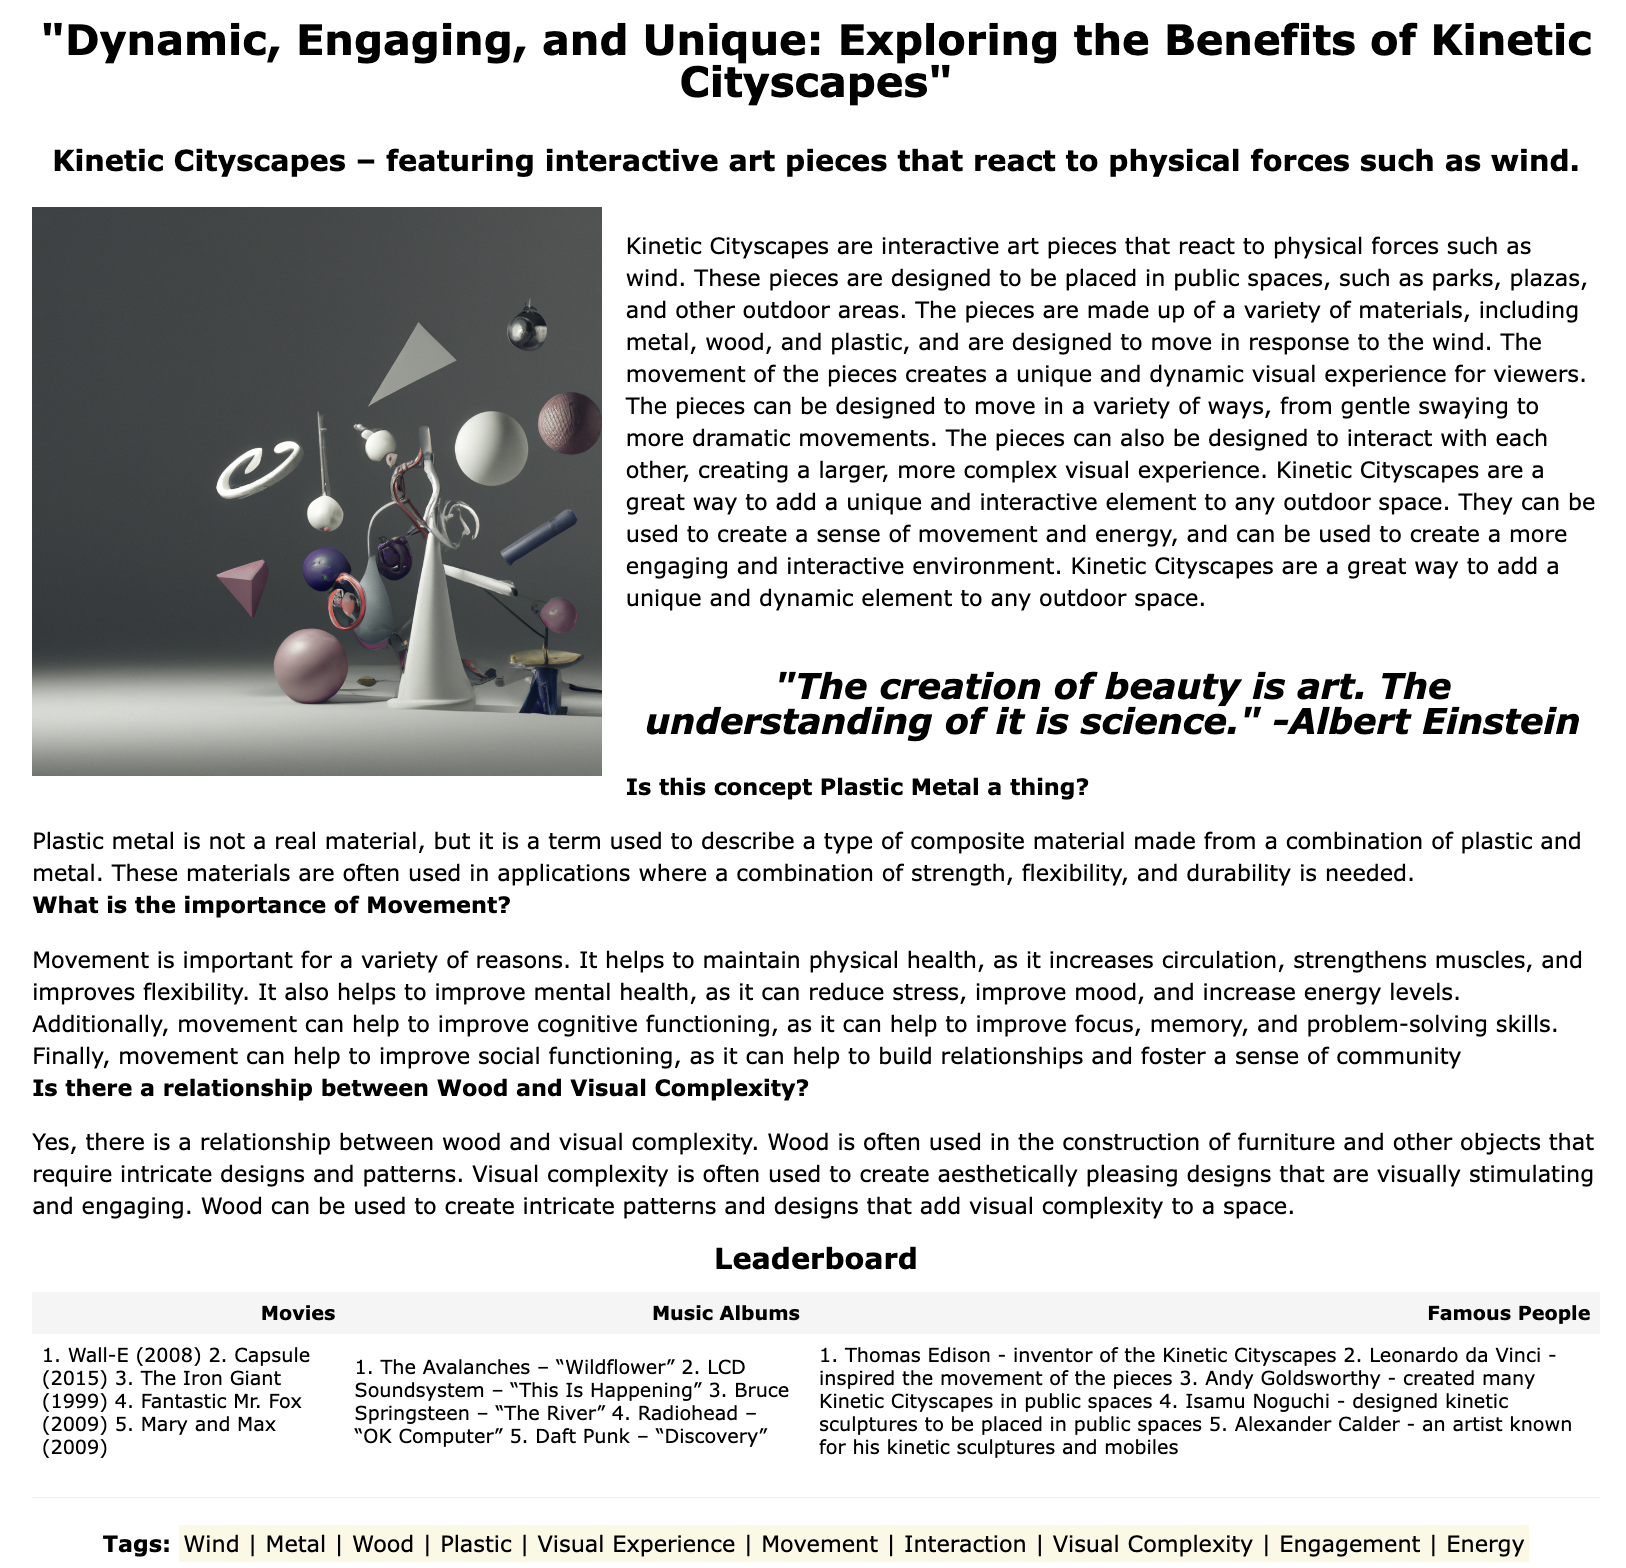 "Dynamic, Engaging, and Unique: Exploring the Benefits of Kinetic
Cityscapes"
Kinetic Cityscapes – featuring interactive art pieces that react to physical forces such as wind.
Kinetic Cityscapes are interactive art pieces that react to physical forces such as
wind. These pieces are designed to be placed in public spaces, such as parks, plazas,
and other outdoor areas. The pieces are made up of a variety of materials, including
metal, wood, and plastic, and are designed to move in response to the wind. The
movement of the pieces creates a unique and dynamic visual experience for viewers.
The pieces can be designed to move in a variety of ways, from gentle swaying to
more dramatic movements. The pieces can also be designed to interact with each
other, creating a larger, more complex visual experience. Kinetic Cityscapes are a
great way to add a unique and interactive element to any outdoor space. They can be
used to create a sense of movement and energy, and can be used to create a more
engaging and interactive environment. Kinetic Cityscapes are a great way to add a
unique and dynamic element to any outdoor space.
"The creation of beauty is art. The
understanding of it is science." -Albert Einstein
Is this concept Plastic Metal a thing?
Plastic metal is not a real material, but it is a term used to describe a type of composite material made from a combination of plastic and
metal. These materials are often used in applications where a combination of strength, flexibility, and durability is needed.
What is the importance of Movement?
Movement is important for a variety of reasons. It helps to maintain physical health, as it increases circulation, strengthens muscles, and
improves flexibility. It also helps to improve mental health, as it can reduce stress, improve mood, and increase energy levels.
Additionally, movement can help to improve cognitive functioning, as it can help to improve focus, memory, and problem-solving skills.
Finally, movement can help to improve social functioning, as it can help to build relationships and foster a sense of community
Is there a relationship between Wood and Visual Complexity?
Yes, there is a relationship between wood and visual complexity. Wood is often used in the construction of furniture and other objects that
require intricate designs and patterns. Visual complexity is often used to create aesthetically pleasing designs that are visually stimulating
and engaging. Wood can be used to create intricate patterns and designs that add visual complexity to a space.
Leaderboard
Movies
Music Albums
Famous People
1. Wall-E (2008) 2. Capsule
(2015) 3. The Iron Giant
(1999) 4. Fantastic Mr. Fox
(2009) 5. Mary and Max
(2009)
1. The Avalanches – “Wildflower” 2. LCD
Soundsystem – “This Is Happening” 3. Bruce
Springsteen – “The River” 4. Radiohead –
“OK Computer” 5. Daft Punk – “Discovery”
1. Thomas Edison - inventor of the Kinetic Cityscapes 2. Leonardo da Vinci -
inspired the movement of the pieces 3. Andy Goldsworthy - created many
Kinetic Cityscapes in public spaces 4. Isamu Noguchi - designed kinetic
sculptures to be placed in public spaces 5. Alexander Calder - an artist known
for his kinetic sculptures and mobiles
Tags: Wind | Metal | Wood | Plastic | Visual Experience | Movement | Interaction | Visual Complexity | Engagement | Energy